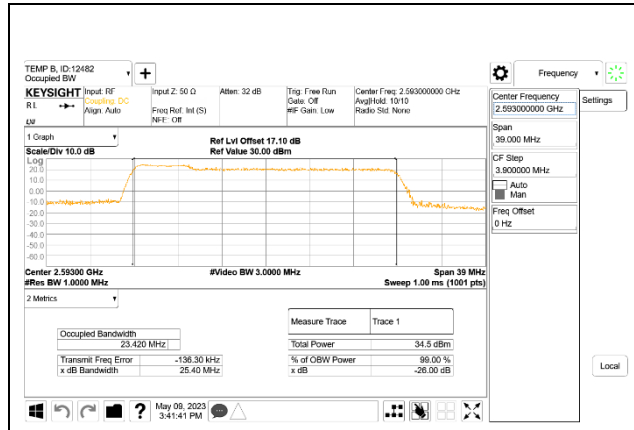 TEMP B, ID:12482
Occupied BW
+
Frequency
KEYSIGHT
Input: RF
Coupling: DC
Align: Auto
Input Z: 50 Ω
Freq Ref: Int (S)
NFE: Off
Atten: 32 dB
Trig: Free Run
Gate: Off
#IF Gain: Low
Center Freq: 2.593000000 GHz
Avg|Hold: 10/10
Radio Std: None
R L
Center Frequency
2.593000000 GHz
Settings
Span
39.000 MHz
CF Step
3.900000 MHz
Auto
Man
Freq Offset
0 Hz
1 Graph
Scale/Div 10.0 dB
Ref Lvl Offset 17.10 dB
Ref Value 30.00 dBm
Log
20.0
10.0
0.00
-10.0
-20.0
-30.0
-40.0
-50.0
-60.0
Center 2.59300 GHz
#Video BW 3.0000 MHz
Span 39 MHz
#Res BW 1.0000 MHz
Sweep 1.00 ms (1001 pts)
2 Metrics
Measure Trace Trace 1
Occupied Bandwidth
23.420 MHz
Total Power 34.5 dBm
Transmit Freq Error -136.30 kHz
% of OBW Power 99.00 %
x dB Bandwidth 25.40 MHz
x dB -26.00 dB
Local
?
May 09, 2023
3:41:41 PM